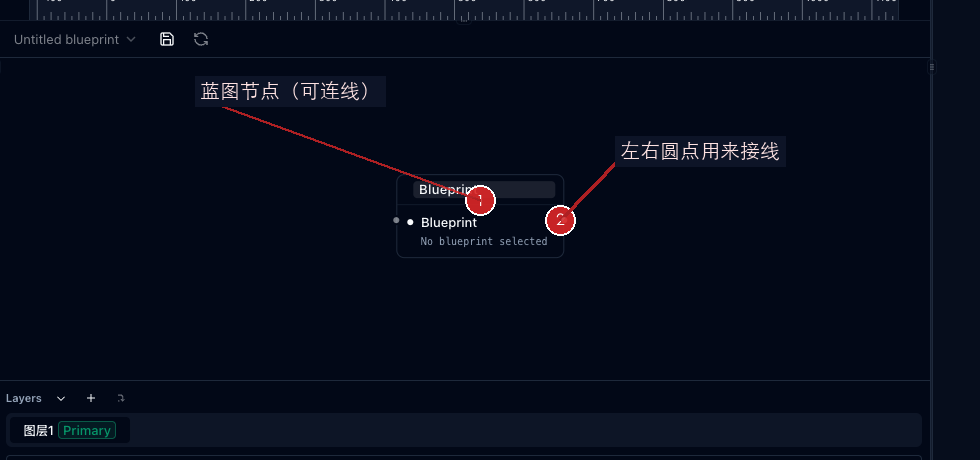 Untitled blueprint
蓝图节点（可连线）
左右圆点用来接线
Blueprint
1
2
Blueprint
No blueprint selected
Layers
图层1 Primary